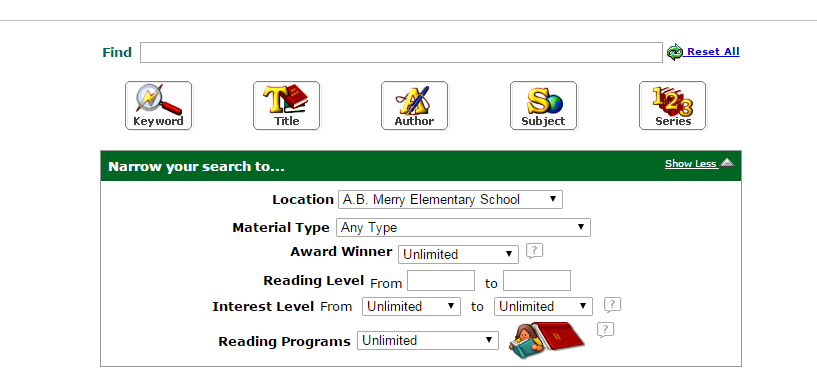 Find Reset All
Keyword Title Author Subject Series
Narrow your search to... Show Less
Location A.B. Merry Elementary School
Material Type Any Type
Award Winner Unlimited ?
Reading Level From to
Interest Level From Unlimited to Unlimited ?
Reading Programs Unlimited ?